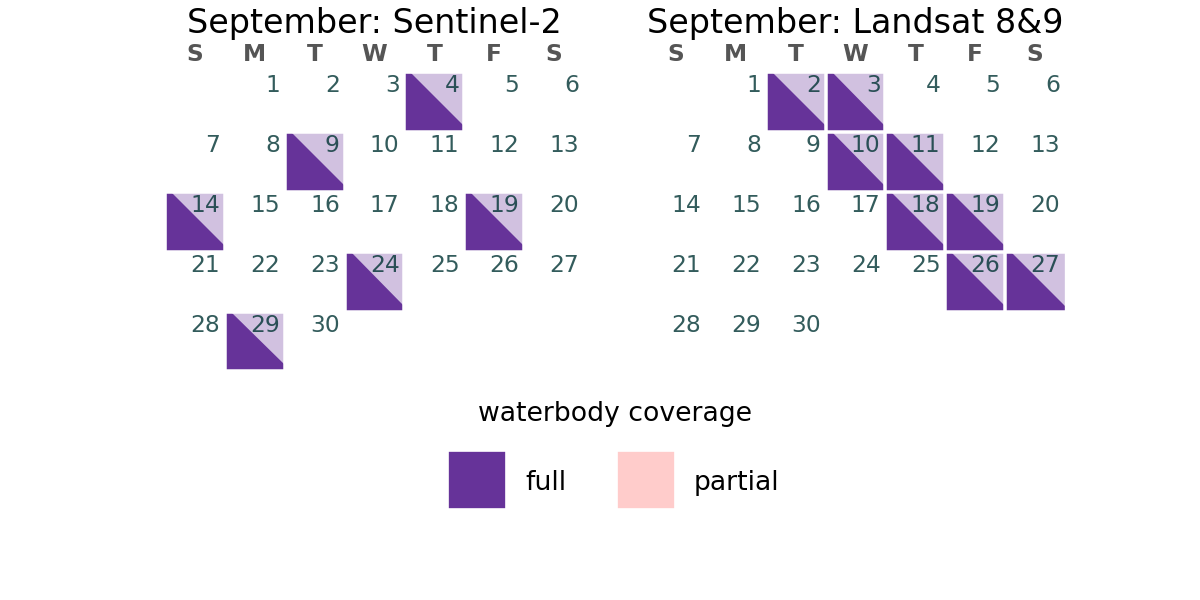 September: Sentinel-2
S M T W T F S
1 2 3 4 5 6
7 8 9 10 11 12 13
14 15 16 17 18 19 20
21 22 23 24 25 26 27
28 29 30
September: Landsat 8&9
S M T W T F S
1 2 3 4 5 6
7 8 9 10 11 12 13
14 15 16 17 18 19 20
21 22 23 24 25 26 27
28 29 30
waterbody coverage
full partial